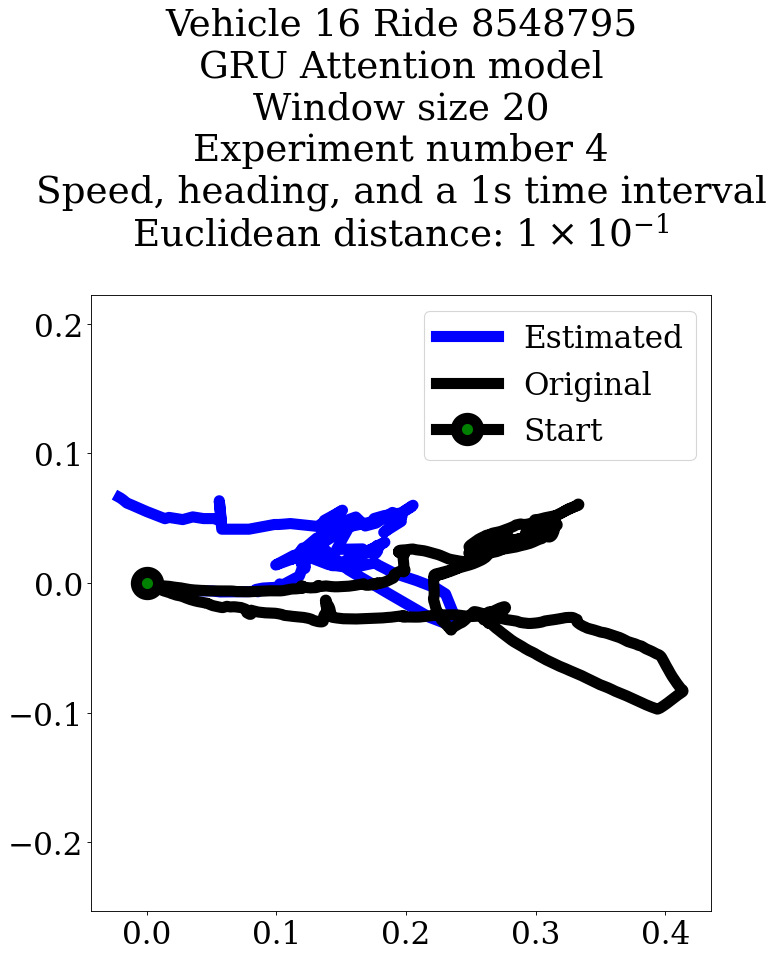 Vehicle 16 Ride 8548795
GRU Attention model
Window size 20
Experiment number 4
Speed, heading, and a 1s time interval
Euclidean distance: 1 × 10⁻¹
Estimated
Original
Start
0.2
0.1
0.0
−0.1
−0.2
0.0 0.1 0.2 0.3 0.4